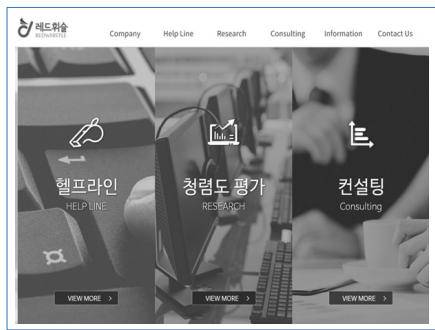 레드휘슬
REDWHISTLE
Company Help Line Research Consulting Information Contact Us
헬프라인
HELP LINE
VIEW MORE >
청렴도 평가
RESEARCH
VIEW MORE >
컨설팅
Consulting
VIEW MORE >